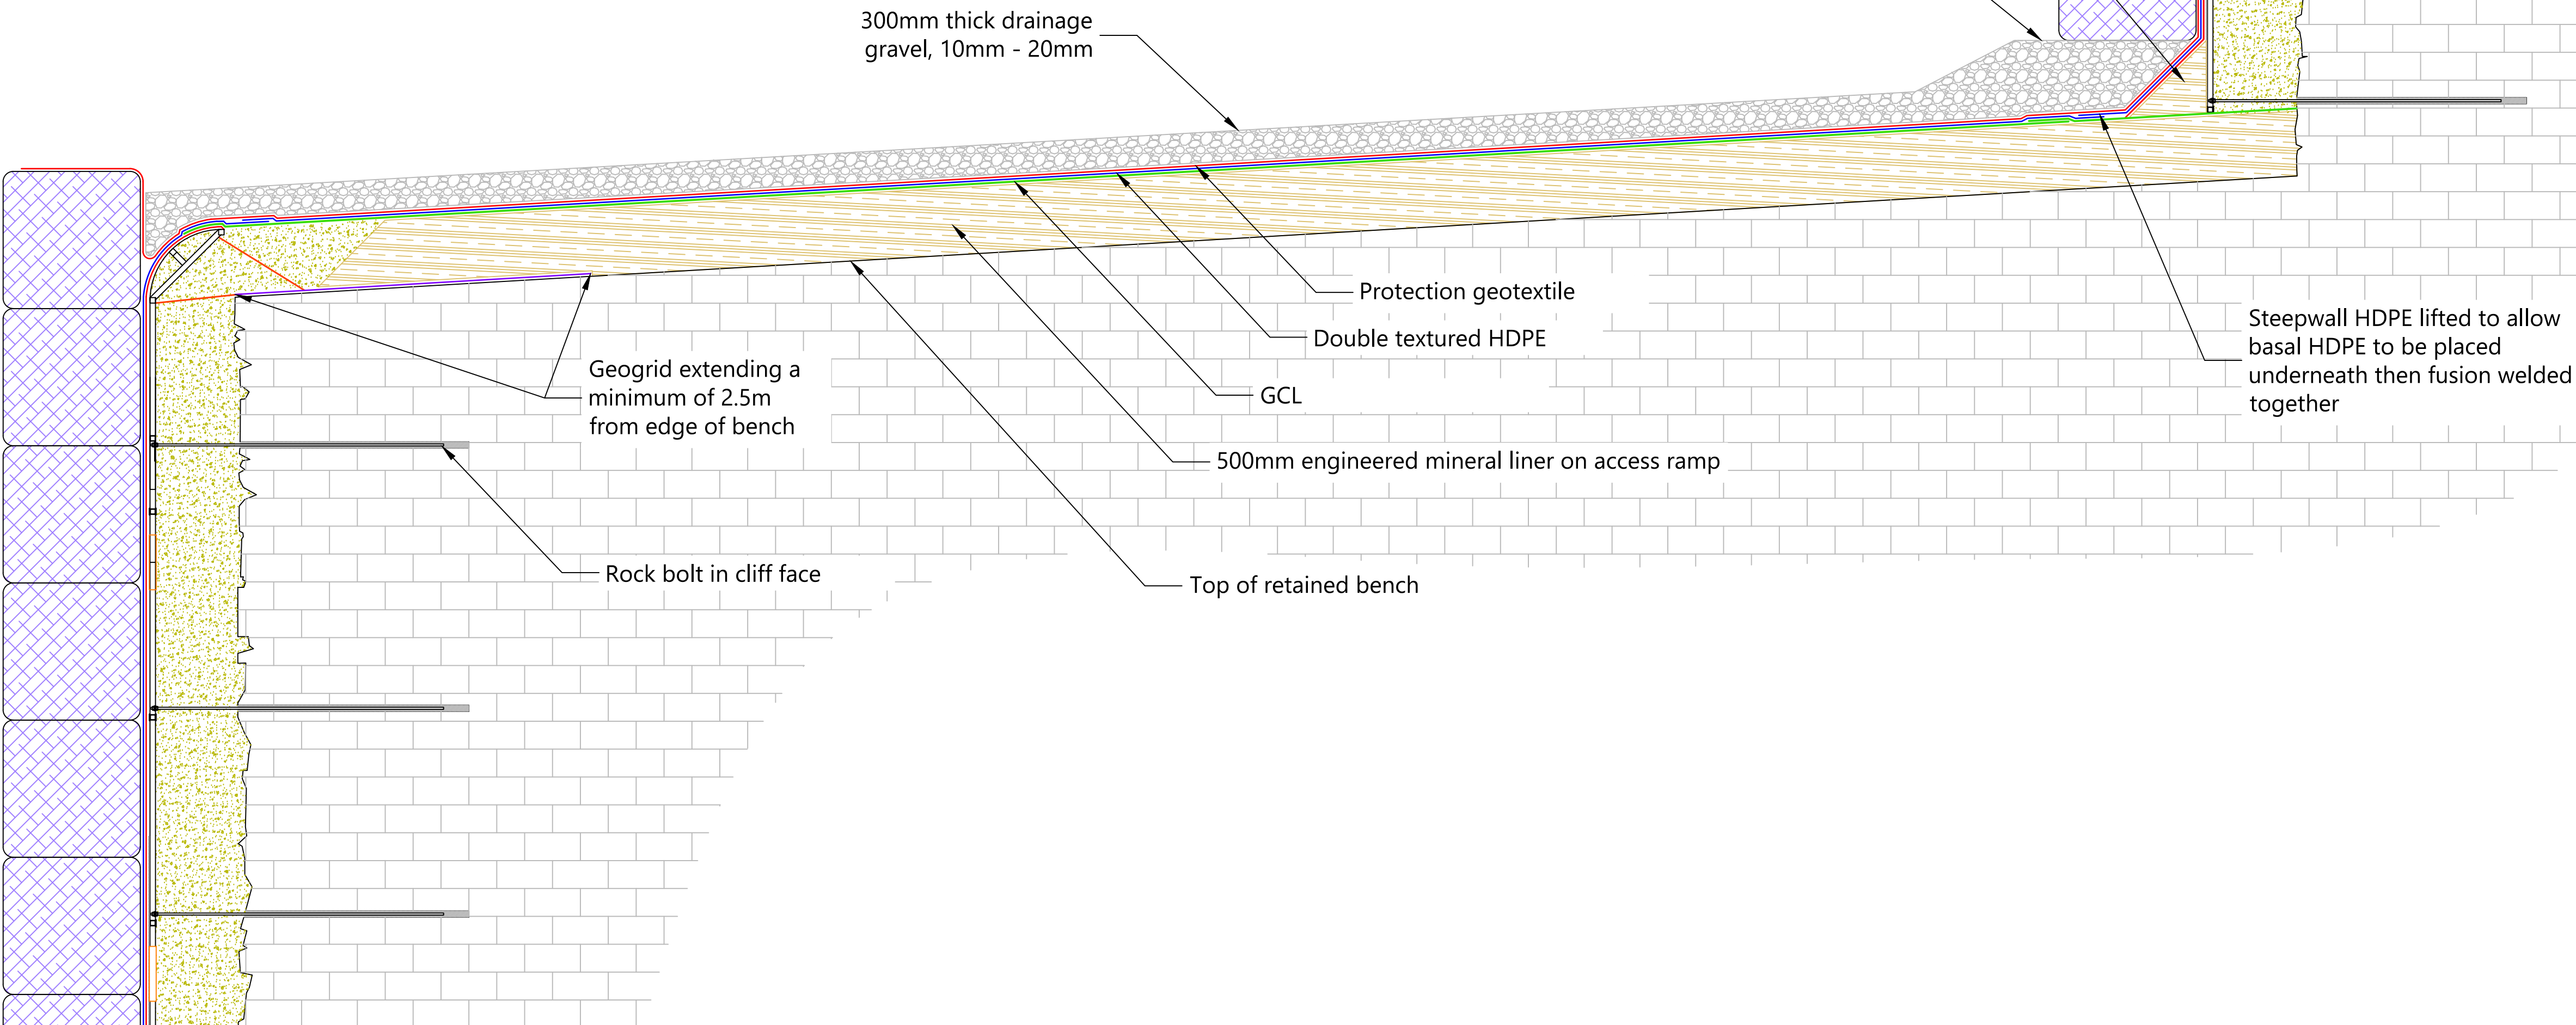 300mm thick drainage
gravel, 10mm - 20mm
Protection geotextile
Double textured HDPE
GCL
500mm engineered mineral liner on access ramp
Top of retained bench
Geogrid extending a
minimum of 2.5m
from edge of bench
Rock bolt in cliff face
Steepwall HDPE lifted to allow
basal HDPE to be placed
underneath then fusion welded
together